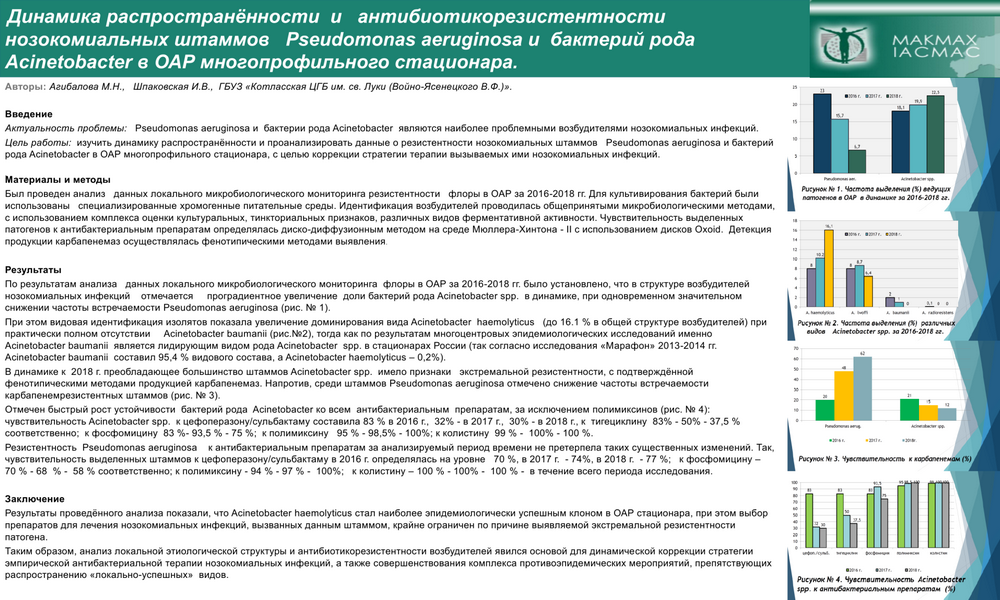 Динамика распространённости и антибиотикорезистентности
нозокомиальных штаммов Pseudomonas aeruginosa и бактерий рода
Acinetobacter в ОАР многопрофильного стационара.
МАКМАХ
IACMAC
Авторы: Агибалова М.Н., Шпаковская И.В., ГБУЗ «Котласская ЦГБ им. св. Луки (Войно-Ясенецкого В.Ф.)».
Введение
Актуальность проблемы: Pseudomonas aeruginosa и бактерии рода Acinetobacter являются наиболее проблемными возбудителями нозокомиальных инфекций.
Цель работы: изучить динамику распространённости и проанализировать данные о резистентности нозокомиальных штаммов Pseudomonas aeruginosa и бактерий
рода Acinetobacter в ОАР многопрофильного стационара, с целью коррекции стратегии терапии вызываемых ими нозокомиальных инфекций.
Материалы и методы
Был проведен анализ данных локального микробиологического мониторинга резистентности флоры в ОАР за 2016-2018 гг. Для культивирования бактерий были
использованы специализированные хромогенные питательные среды. Идентификация возбудителей проводилась общепринятыми микробиологическими методами,
с использованием комплекса оценки культуральных, тинкториальных признаков, различных видов ферментативной активности. Чувствительность выделенных
патогенов к антибактериальным препаратам определялась диско-диффузионным методом на среде Мюллера-Хинтона - II с использованием дисков Oxoid. Детекция
продукции карбапенемаз осуществлялась фенотипическими методами выявления.
Результаты
По результатам анализа данных локального микробиологического мониторинга флоры в ОАР за 2016-2018 гг. было установлено, что в структуре возбудителей
нозокомиальных инфекций отмечается проградиентное увеличение доли бактерий рода Acinetobacter spp. в динамике, при одновременном значительном
снижении частоты встречаемости Pseudomonas aeruginosa (рис. № 1).
При этом видовая идентификация изолятов показала увеличение доминирования вида Acinetobacter haemolyticus (до 16.1 % в общей структуре возбудителей) при
практически полном отсутствии Acinetobacter baumanii (рис.№2), тогда как по результатам многоцентровых эпидемиологических исследований именно
Acinetobacter baumanii является лидирующим видом рода Acinetobacter spp. в стационарах России (так согласно исследования «Марафон» 2013-2014 гг.
Acinetobacter baumanii составил 95,4 % видового состава, а Acinetobacter haemolyticus – 0,2%).
В динамике к 2018 г. преобладающее большинство штаммов Acinetobacter spp. имело признаки экстремальной резистентности, с подтверждённой
фенотипическими методами продукцией карбапенемаз. Напротив, среди штаммов Pseudomonas aeruginosa отмечено снижение частоты встречаемости
карбапенемрезистентных штаммов (рис. № 3).
Отмечен быстрый рост устойчивости бактерий рода Acinetobacter ко всем антибактериальным препаратам, за исключением полимиксинов (рис. № 4):
чувствительность Acinetobacter spp. к цефоперазону/сульбактаму составила 83 % в 2016 г., 32% - в 2017 г., 30% - в 2018 г., к тигециклину 83% - 50% - 37,5 %
соответственно; к фосфомицину 83 %- 93,5 % - 75 %; к полимиксину 95 % - 98,5% - 100%; к колистину 99 % - 100% - 100 %.
Резистентность Pseudomonas aeruginosa к антибактериальным препаратам за анализируемый период времени не претерпела таких существенных изменений. Так,
чувствительность выделенных штаммов к цефоперазону/сульбактаму в 2016 г. определялась на уровне 70 %, в 2017 г. - 74%, в 2018 г. - 77 %; к фосфомицину –
70 % - 68 % - 58 % соответственно; к полимиксину - 94 % - 97 % - 100%; к колистину – 100 % - 100% - 100 % - в течение всего периода исследования.
Заключение
Результаты проведённого анализа показали, что Acinetobacter haemolyticus стал наиболее эпидемиологически успешным клоном в ОАР стационара, при этом выбор
препаратов для лечения нозокомиальных инфекций, вызванных данным штаммом, крайне ограничен по причине выявляемой экстремальной резистентности
патогена.
Таким образом, анализ локальной этиологической структуры и антибиотикорезистентности возбудителей явился основой для динамической коррекции стратегии
эмпирической антибактериальной терапии нозокомиальных инфекций, а также совершенствования комплекса противоэпидемических мероприятий, препятствующих
распространению «локально-успешных» видов.
25
20
15
10
5
0
2016 г. 2017 г. 2018 г.
23
15,7
6,7
18,1
19,9
22,5
Pseudomonas aer. Acinetobacter spp.
Рисунок № 1. Частота выделения (%) ведущих
патогенов в ОАР в динамике за 2016-2018 гг.
18
16
14
12
10
8
6
4
2
0
2016 г. 2017 г. 2018 г.
8 10,2 16,1
8 8,7 6,4
2 1 0
0,1 0 0
A. haemolyticus A. lwoffi A. baumanii A. radioresistens
Рисунок № 2. Частота выделения (%) различных
видов Acinetobacter spp. за 2016-2018 гг.
70
60
50
40
30
20
10
0
20 48 62
21 15 12
Pseudomonas aerug. Acinetobacter spp.
2016 г. 2017 г. 2018г.
Рисунок № 3. Чувствительность к карбапенемам (%)
100
90
80
70
60
50
40
30
20
10
0
83 32 30
83 50 37,5
83 93,5 75
95 98,5 100
99 100 100
цефоп./сульб. тигециклин фосфомицин полимиксин колистин
2016 г. 2017 г. 2018 г.
Рисунок № 4. Чувствительность Acinetobacter
spp. к антибактериальным препаратам (%)